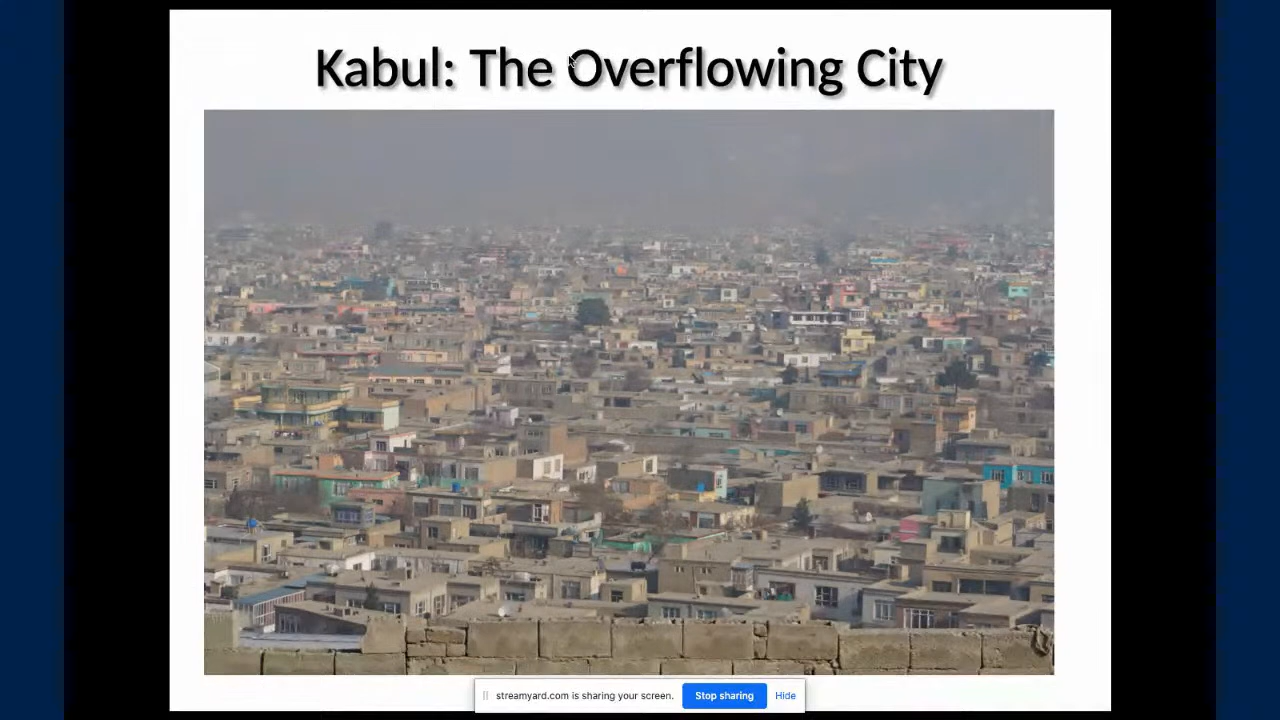 Kabul: The Overflowing City
streamyard.com is sharing your screen. Stop sharing Hide